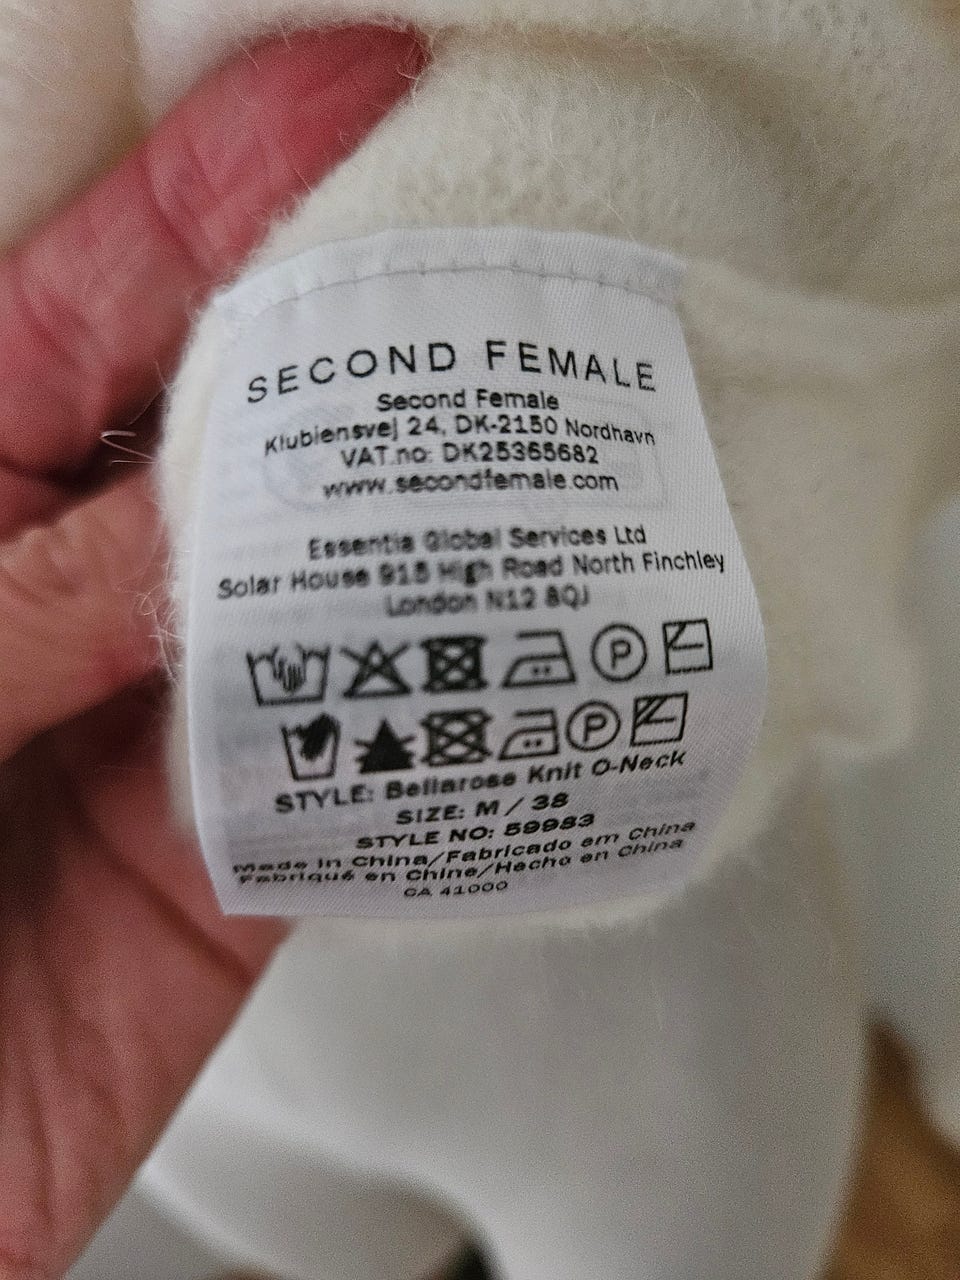 SECOND FEMALE
Second Female
Klubiensvej 24, DK-2150 Nordhavn
VAT.no: DK25365682
www.secondfemale.com
Essentia Global Services Ltd
Solar House 915 High Road North Finchley
London N12 8QJ
P
P
STYLE: Bellarose Knit O-Neck
SIZE: M / 38
STYLE NO: 59983
Made in China/Fabricado em China
Fabriqué en Chine/Hecho en China
CA 41000